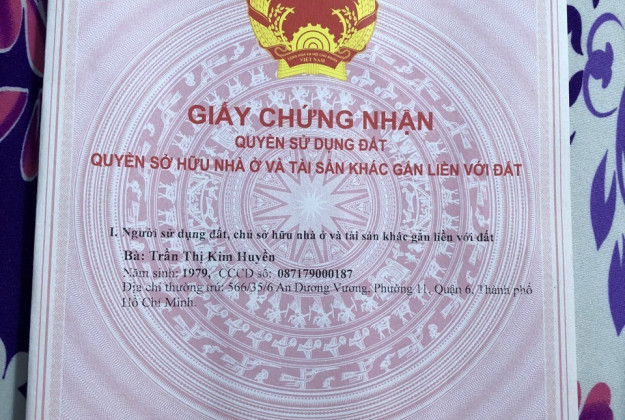 VIỆT NAM
GIẤY CHỨNG NHẬN
QUYỀN SỬ DỤNG ĐẤT
QUYỀN SỞ HỮU NHÀ Ở VÀ TÀI SẢN KHÁC GẮN LIỀN VỚI ĐẤT
I. Người sử dụng đất, chủ sở hữu nhà ở và tài sản khác gắn liền với đất
Bà: Trần Thị Kim Huyền
Năm sinh: 1979, CCCD số: 087179000187
Địa chỉ thường trú: 566/35/6 An Dương Vương, Phường 11, Quận 6, Thành phố
Hồ Chí Minh.